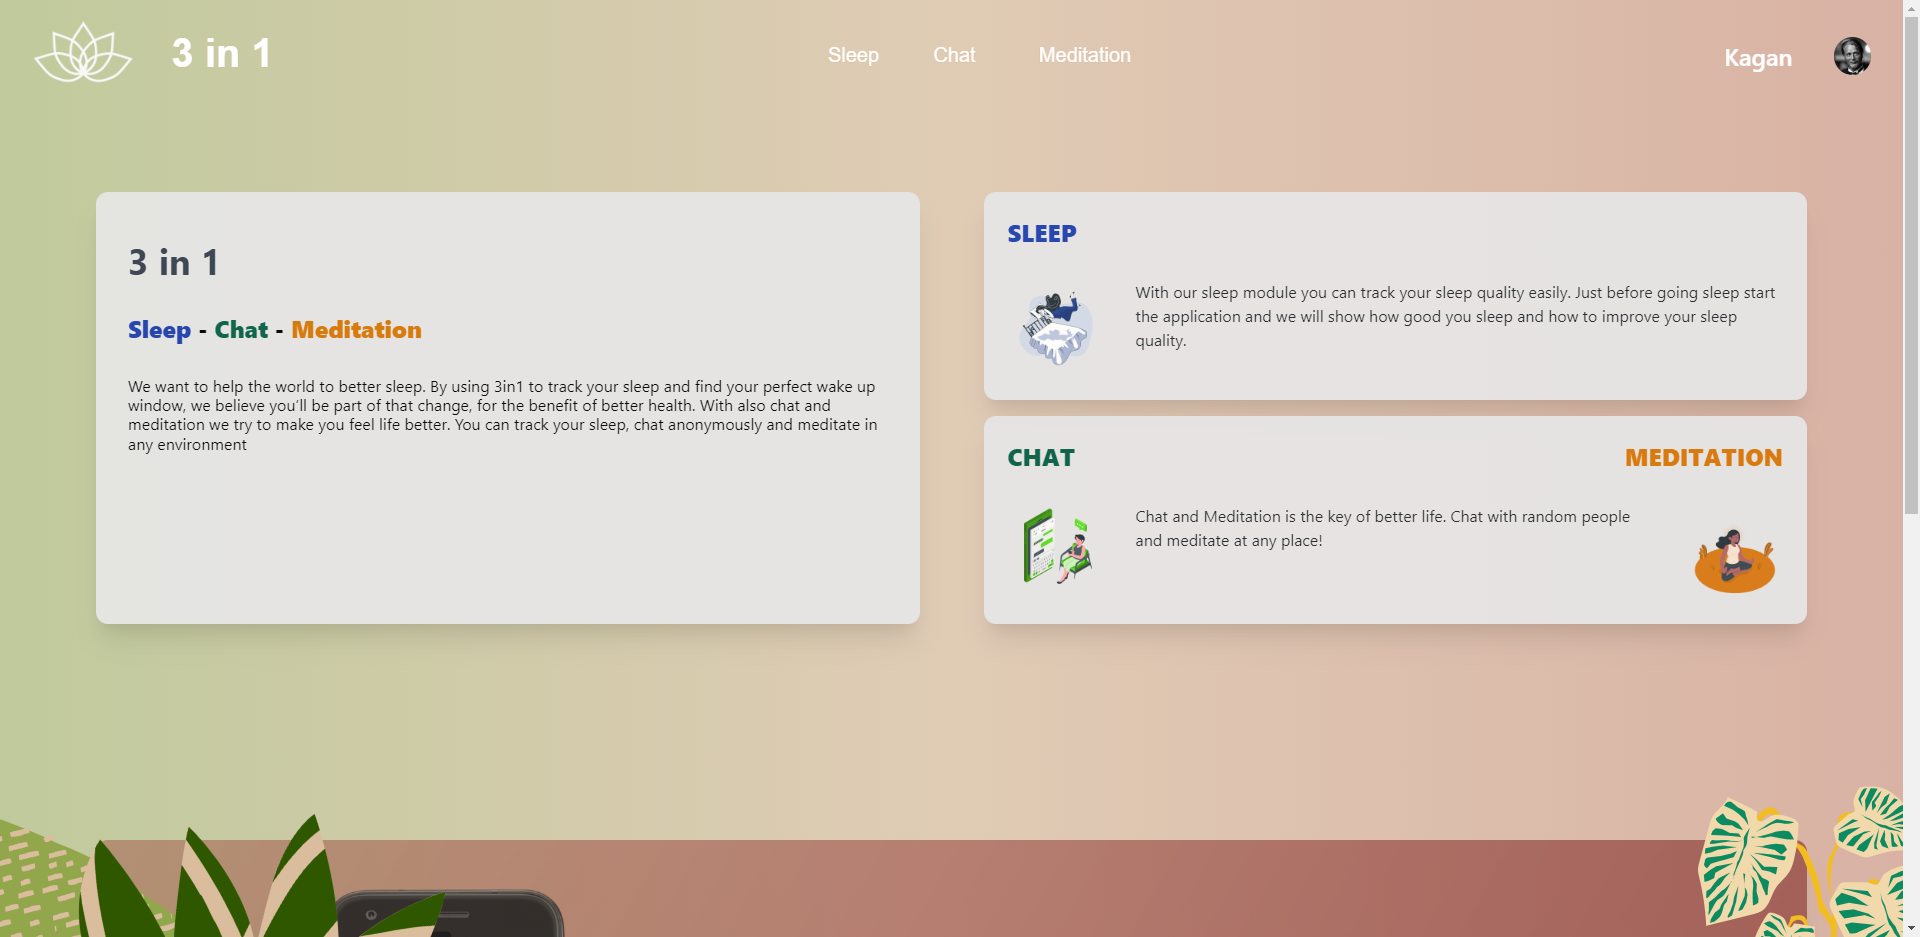 3 in 1
Sleep
Chat
Meditation
Kagan
3 in 1
Sleep - Chat - Meditation
We want to help the world to better sleep. By using 3in1 to track your sleep and find your perfect wake up
window, we believe you'll be part of that change, for the benefit of better health. With also chat and
meditation we try to make you feel life better. You can track your sleep, chat anonymously and meditate in
any environment
SLEEP
With our sleep module you can track your sleep quality easily. Just before going sleep start
the application and we will show how good you sleep and how to improve your sleep
quality.
CHAT
MEDITATION
Chat and Meditation is the key of better life. Chat with random people
and meditate at any place!